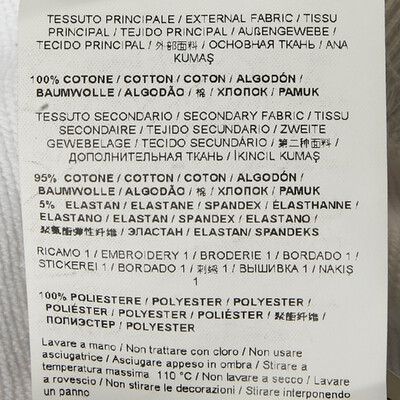 TESSUTO PRINCIPALE / EXTERNAL FABRIC / TISSU
PRINCIPAL / TEJIDO PRINCIPAL / AUßENGEWEBE /
TECIDO PRINCIPAL / 外部面料 / ОСНОВНАЯ ТКАНЬ / ANA
KUMAŞ
100% COTONE / COTTON / COTON / ALGODÓN /
BAUMWOLLE / ALGODÃO / 棉 / ХЛОПОК / PAMUK
TESSUTO SECONDARIO / SECONDARY FABRIC / TISSU
SECONDAIRE / TEJIDO SECUNDARIO / ZWEITE
GEWEBELAGE / TECIDO SECUNDÁRIO / 第二种面料 /
ДОПОЛНИТЕЛЬНАЯ ТКАНЬ / İKINCIL KUMAŞ
95% COTONE / COTTON / COTON / ALGODÓN /
BAUMWOLLE / ALGODÃO / 棉 / ХЛОПОК / PAMUK
5% ELASTAN / ELASTANE / SPANDEX / ÉLASTHANNE /
ELASTANO / ELASTAN / SPANDEX / ELASTANO /
聚氨酯弹性纤维 / ЭЛАСТАН / ELASTAN/ SPANDEKS
RICAMO 1 / EMBROIDERY 1 / BRODERIE 1 / BORDADO 1 /
STICKEREI 1 / BORDADO 1 / 刺绣 1 / ВЫШИВКА 1 / NAKIŞ
1
100% POLIESTERE / POLYESTER / POLYESTER /
POLIÉSTER / POLYESTER / POLIÉSTER / 聚酯纤维 /
ПОЛИЭСТЕР / POLYESTER
Lavare a mano / Non trattare con cloro / Non usare
asciugatrice / Asciugare appeso in ombra / Stirare a
temperatura massima 110 °C / Non lavare a secco / Lavare
a rovescio / Non stirare le decorazioni / Stirare interponendo
un panno